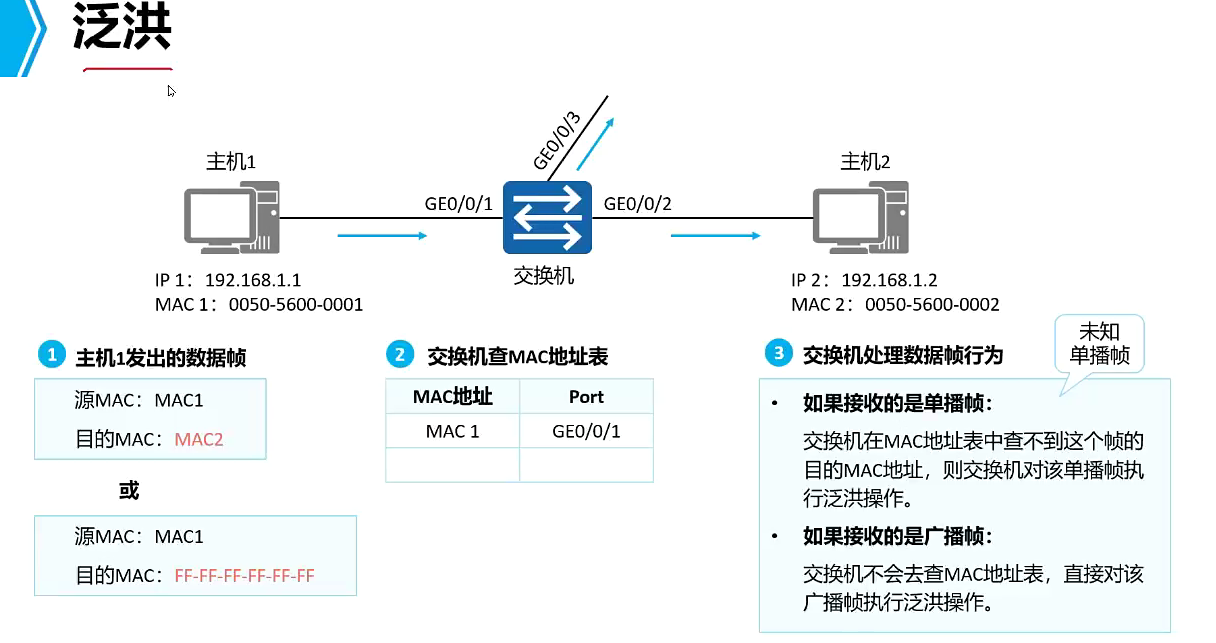 泛洪
GE0/0/3
主机1
主机2
GE0/0/1
GE0/0/2
交换机
IP 1：192.168.1.1
MAC 1：0050-5600-0001
IP 2：192.168.1.2
MAC 2：0050-5600-0002
1 主机1发出的数据帧
源MAC：MAC1
目的MAC：MAC2
或
源MAC：MAC1
目的MAC：FF-FF-FF-FF-FF-FF
2 交换机查MAC地址表
MAC地址 Port
MAC 1 GE0/0/1
3 交换机处理数据帧行为
未知
单播帧
• 如果接收的是单播帧：
交换机在MAC地址表中查不到这个帧的
目的MAC地址，则交换机对该单播帧执
行泛洪操作。
• 如果接收的是广播帧：
交换机不会去查MAC地址表，直接对该
广播帧执行泛洪操作。